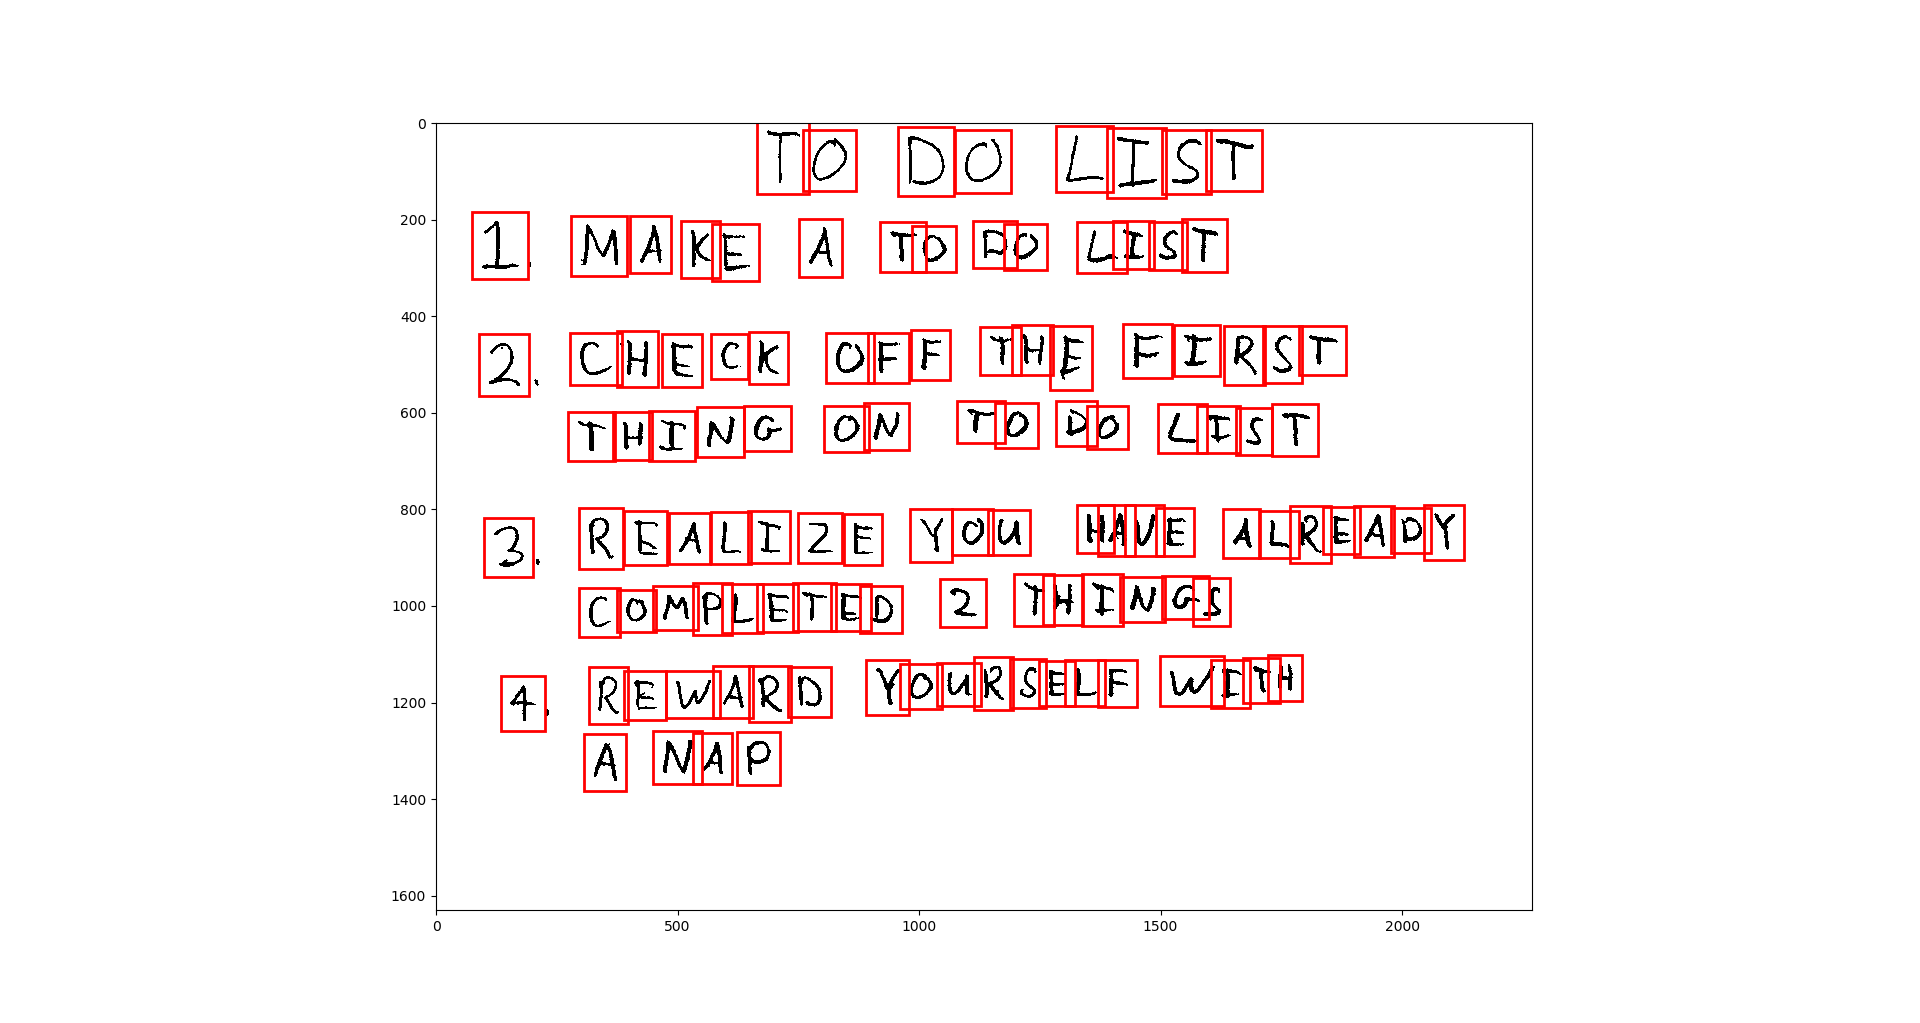 TO DO LIST
1. MAKE A TO DO LIST
2. CHECK OFF THE FIRST
THING ON TO DO LIST
3. REALIZE YOU HAVE ALREADY
COMPLETED 2 THINGS
4. REWARD YOURSELF WITH
A NAP
0
200
400
600
800
1000
1200
1400
1600
0 500 1000 1500 2000